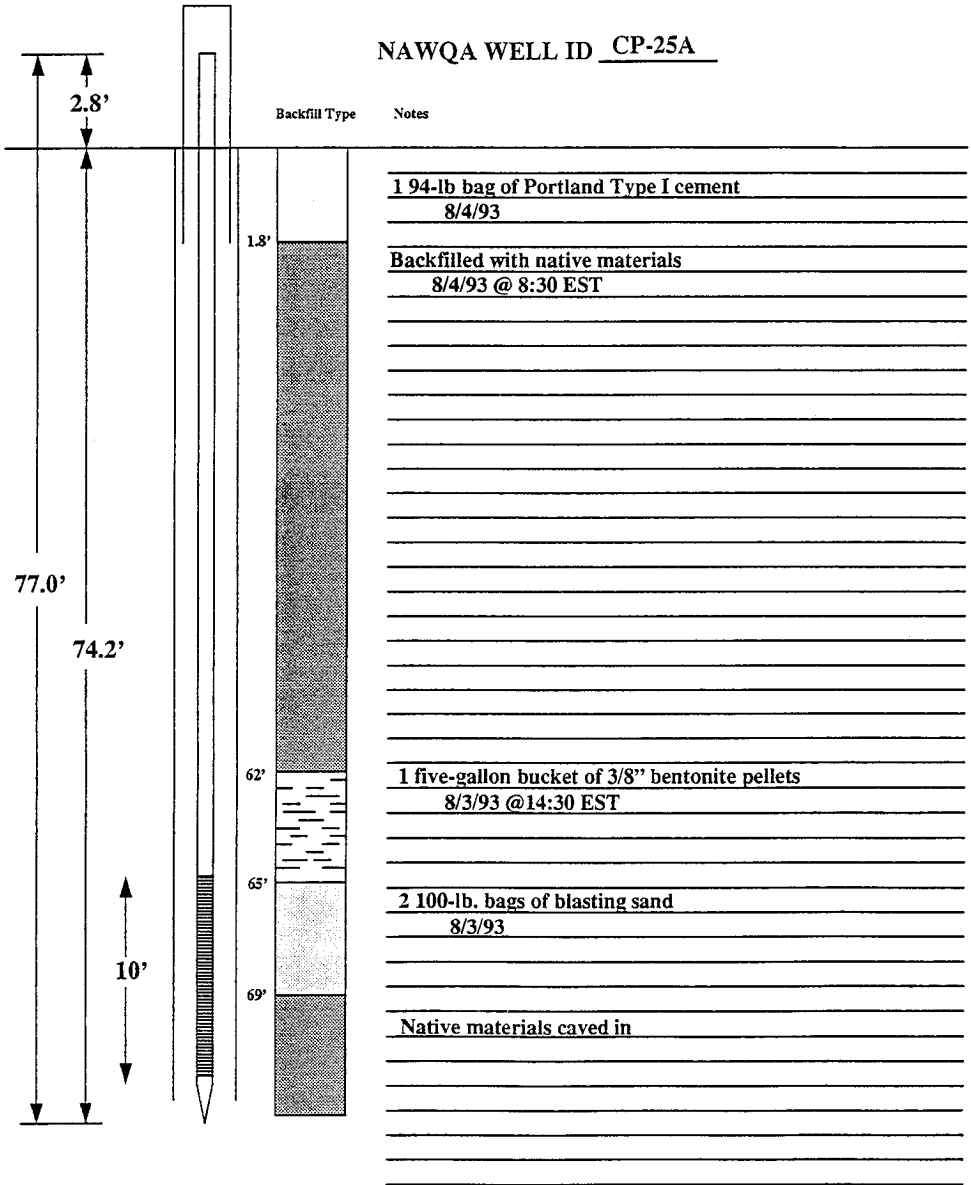 NAWQA WELL ID CP-25A
2.8’
Backfill Type Notes
1 94-lb bag of Portland Type I cement
8/4/93
1.8’
Backfilled with native materials
8/4/93 @ 8:30 EST
77.0’
74.2’
62’
1 five-gallon bucket of 3/8” bentonite pellets
8/3/93 @14:30 EST
65’
2 100-lb. bags of blasting sand
8/3/93
10’
69’
Native materials caved in